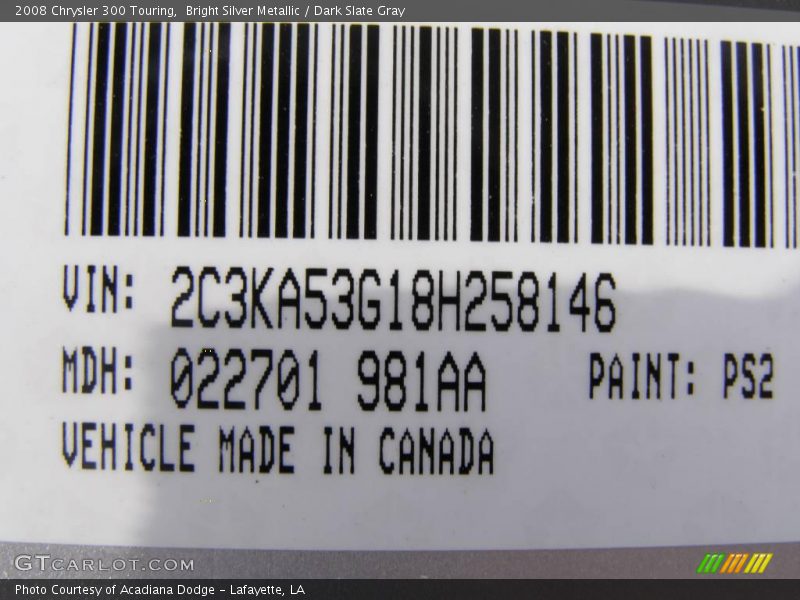 2008 Chrysler 300 Touring,  Bright Silver Metallic / Dark Slate Gray
VIN: 2C3KA53G18H258146
MDH: 022701 981AA PAINT: PS2
VEHICLE MADE IN CANADA
GTCARLOT.COM
Photo Courtesy of Acadiana Dodge - Lafayette, LA